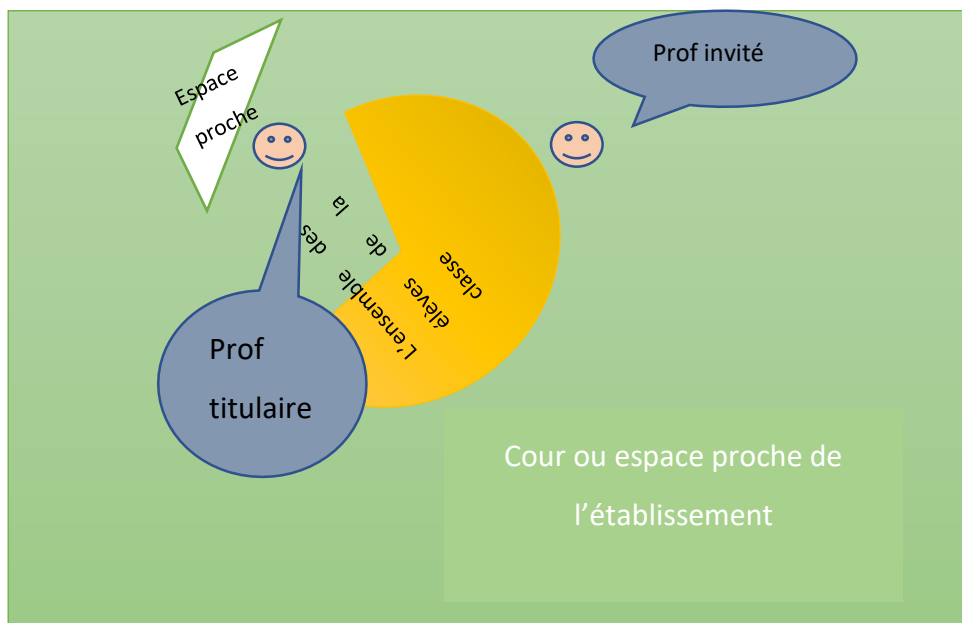 Espace
proche
Prof invité
L'ensemble des
élèves de la
classe
Prof
titulaire
Cour ou espace proche de
l’établissement